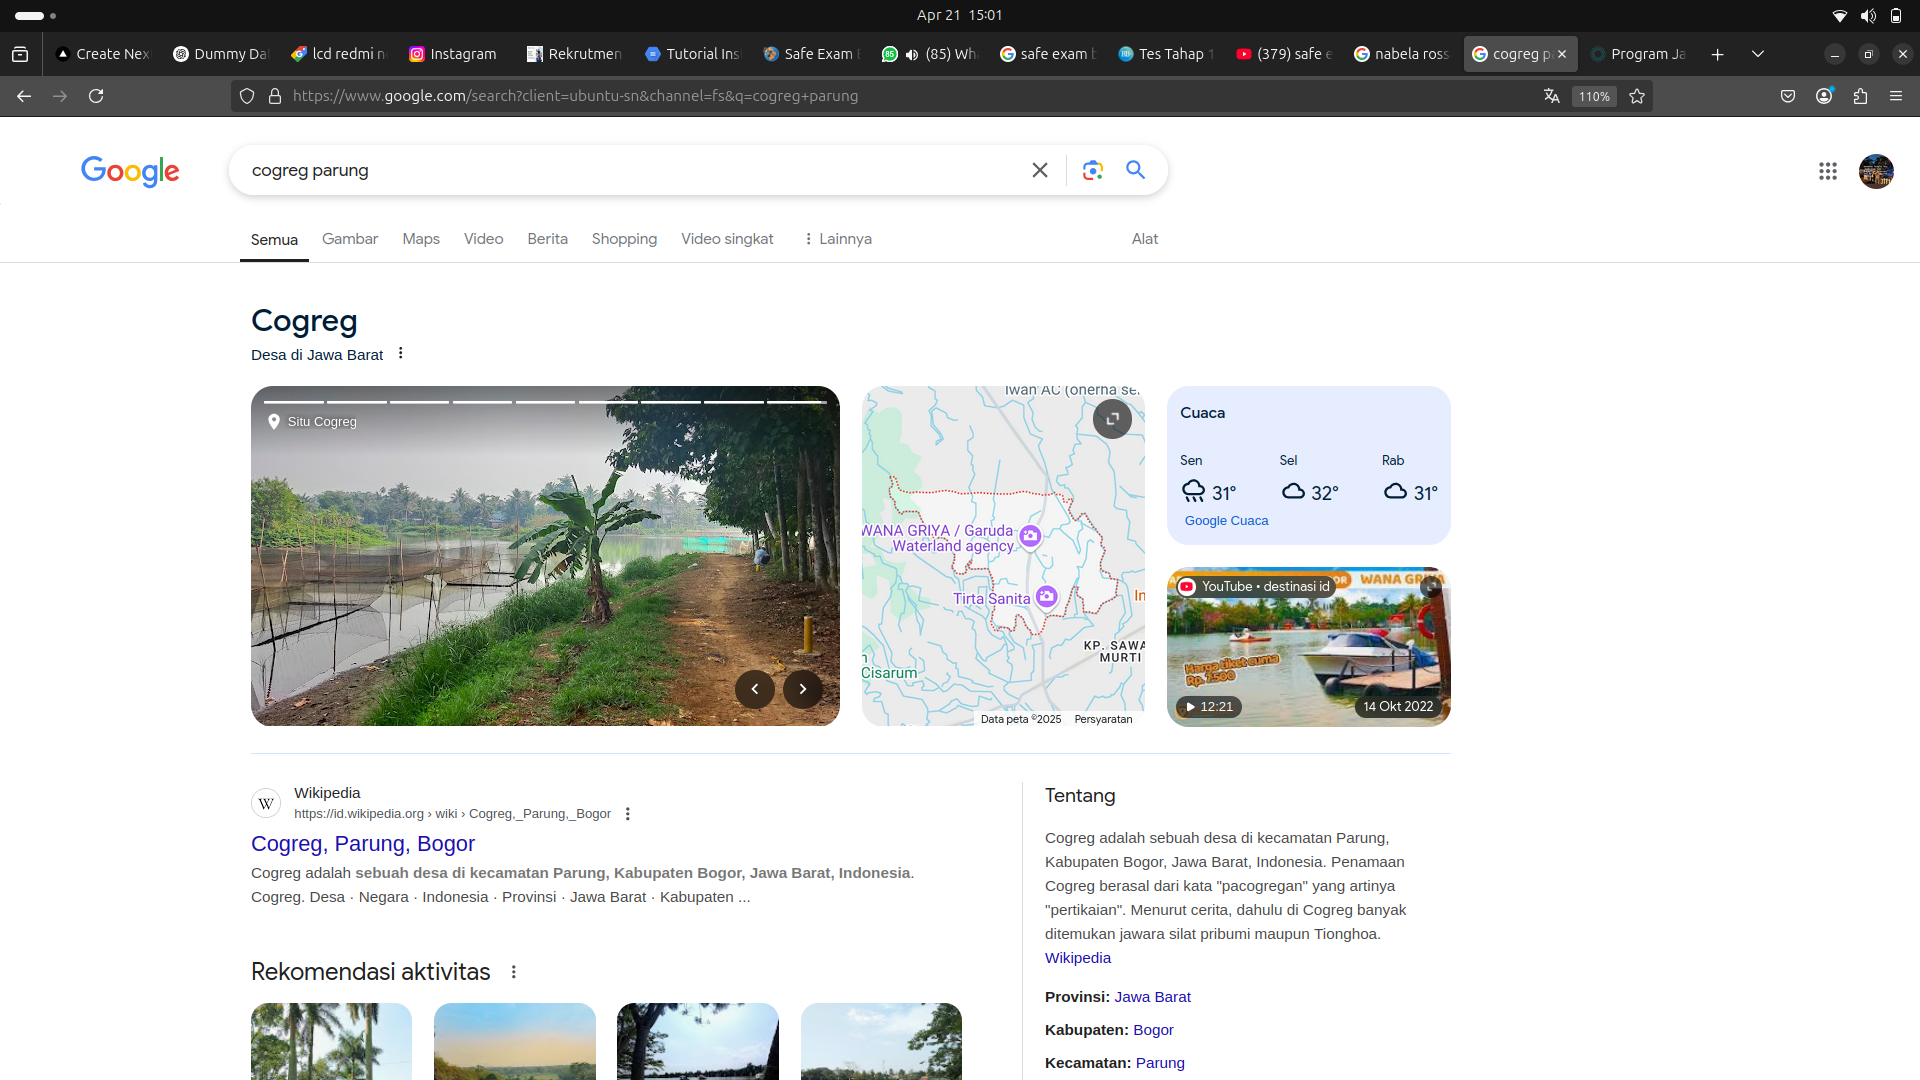 Apr 21 15:01
Create Nex
Dummy Da
lcd redmi n
Instagram
Rekrutmen
Tutorial Ins
Safe Exam B
(85) Wha
safe exam b
Tes Tahap 1
(379) safe e
nabela ross
cogreg pa
Program Ja
https://www.google.com/search?client=ubuntu-sn&channel=fs&q=cogreg+parung
110%
Google
cogreg parung
Semua
Gambar
Maps
Video
Berita
Shopping
Video singkat
Lainnya
Alat
Cogreg
Desa di Jawa Barat
Situ Cogreg
Iwan AC (onerha se.
WANA GRIYA / Garuda
Waterland agency
Tirta Sanita
In
KP. SAWA
MURTI
n
Cisarum
Data peta ©2025 Persyaratan
Cuaca
Sen
Sel
Rab
31°
32°
31°
Google Cuaca
WANA GRIYA
YouTube • destinasi id
Harga tiket cuma
Rp. 7500
12:21
14 Okt 2022
W
Wikipedia
https://id.wikipedia.org › wiki › Cogreg,_Parung,_Bogor
Cogreg, Parung, Bogor
Cogreg adalah sebuah desa di kecamatan Parung, Kabupaten Bogor, Jawa Barat, Indonesia.
Cogreg. Desa · Negara · Indonesia · Provinsi · Jawa Barat · Kabupaten ...
Rekomendasi aktivitas
Tentang
Cogreg adalah sebuah desa di kecamatan Parung,
Kabupaten Bogor, Jawa Barat, Indonesia. Penamaan
Cogreg berasal dari kata "pacogregan" yang artinya
"pertikaian". Menurut cerita, dahulu di Cogreg banyak
ditemukan jawara silat pribumi maupun Tionghoa.
Wikipedia
Provinsi: Jawa Barat
Kabupaten: Bogor
Kecamatan: Parung